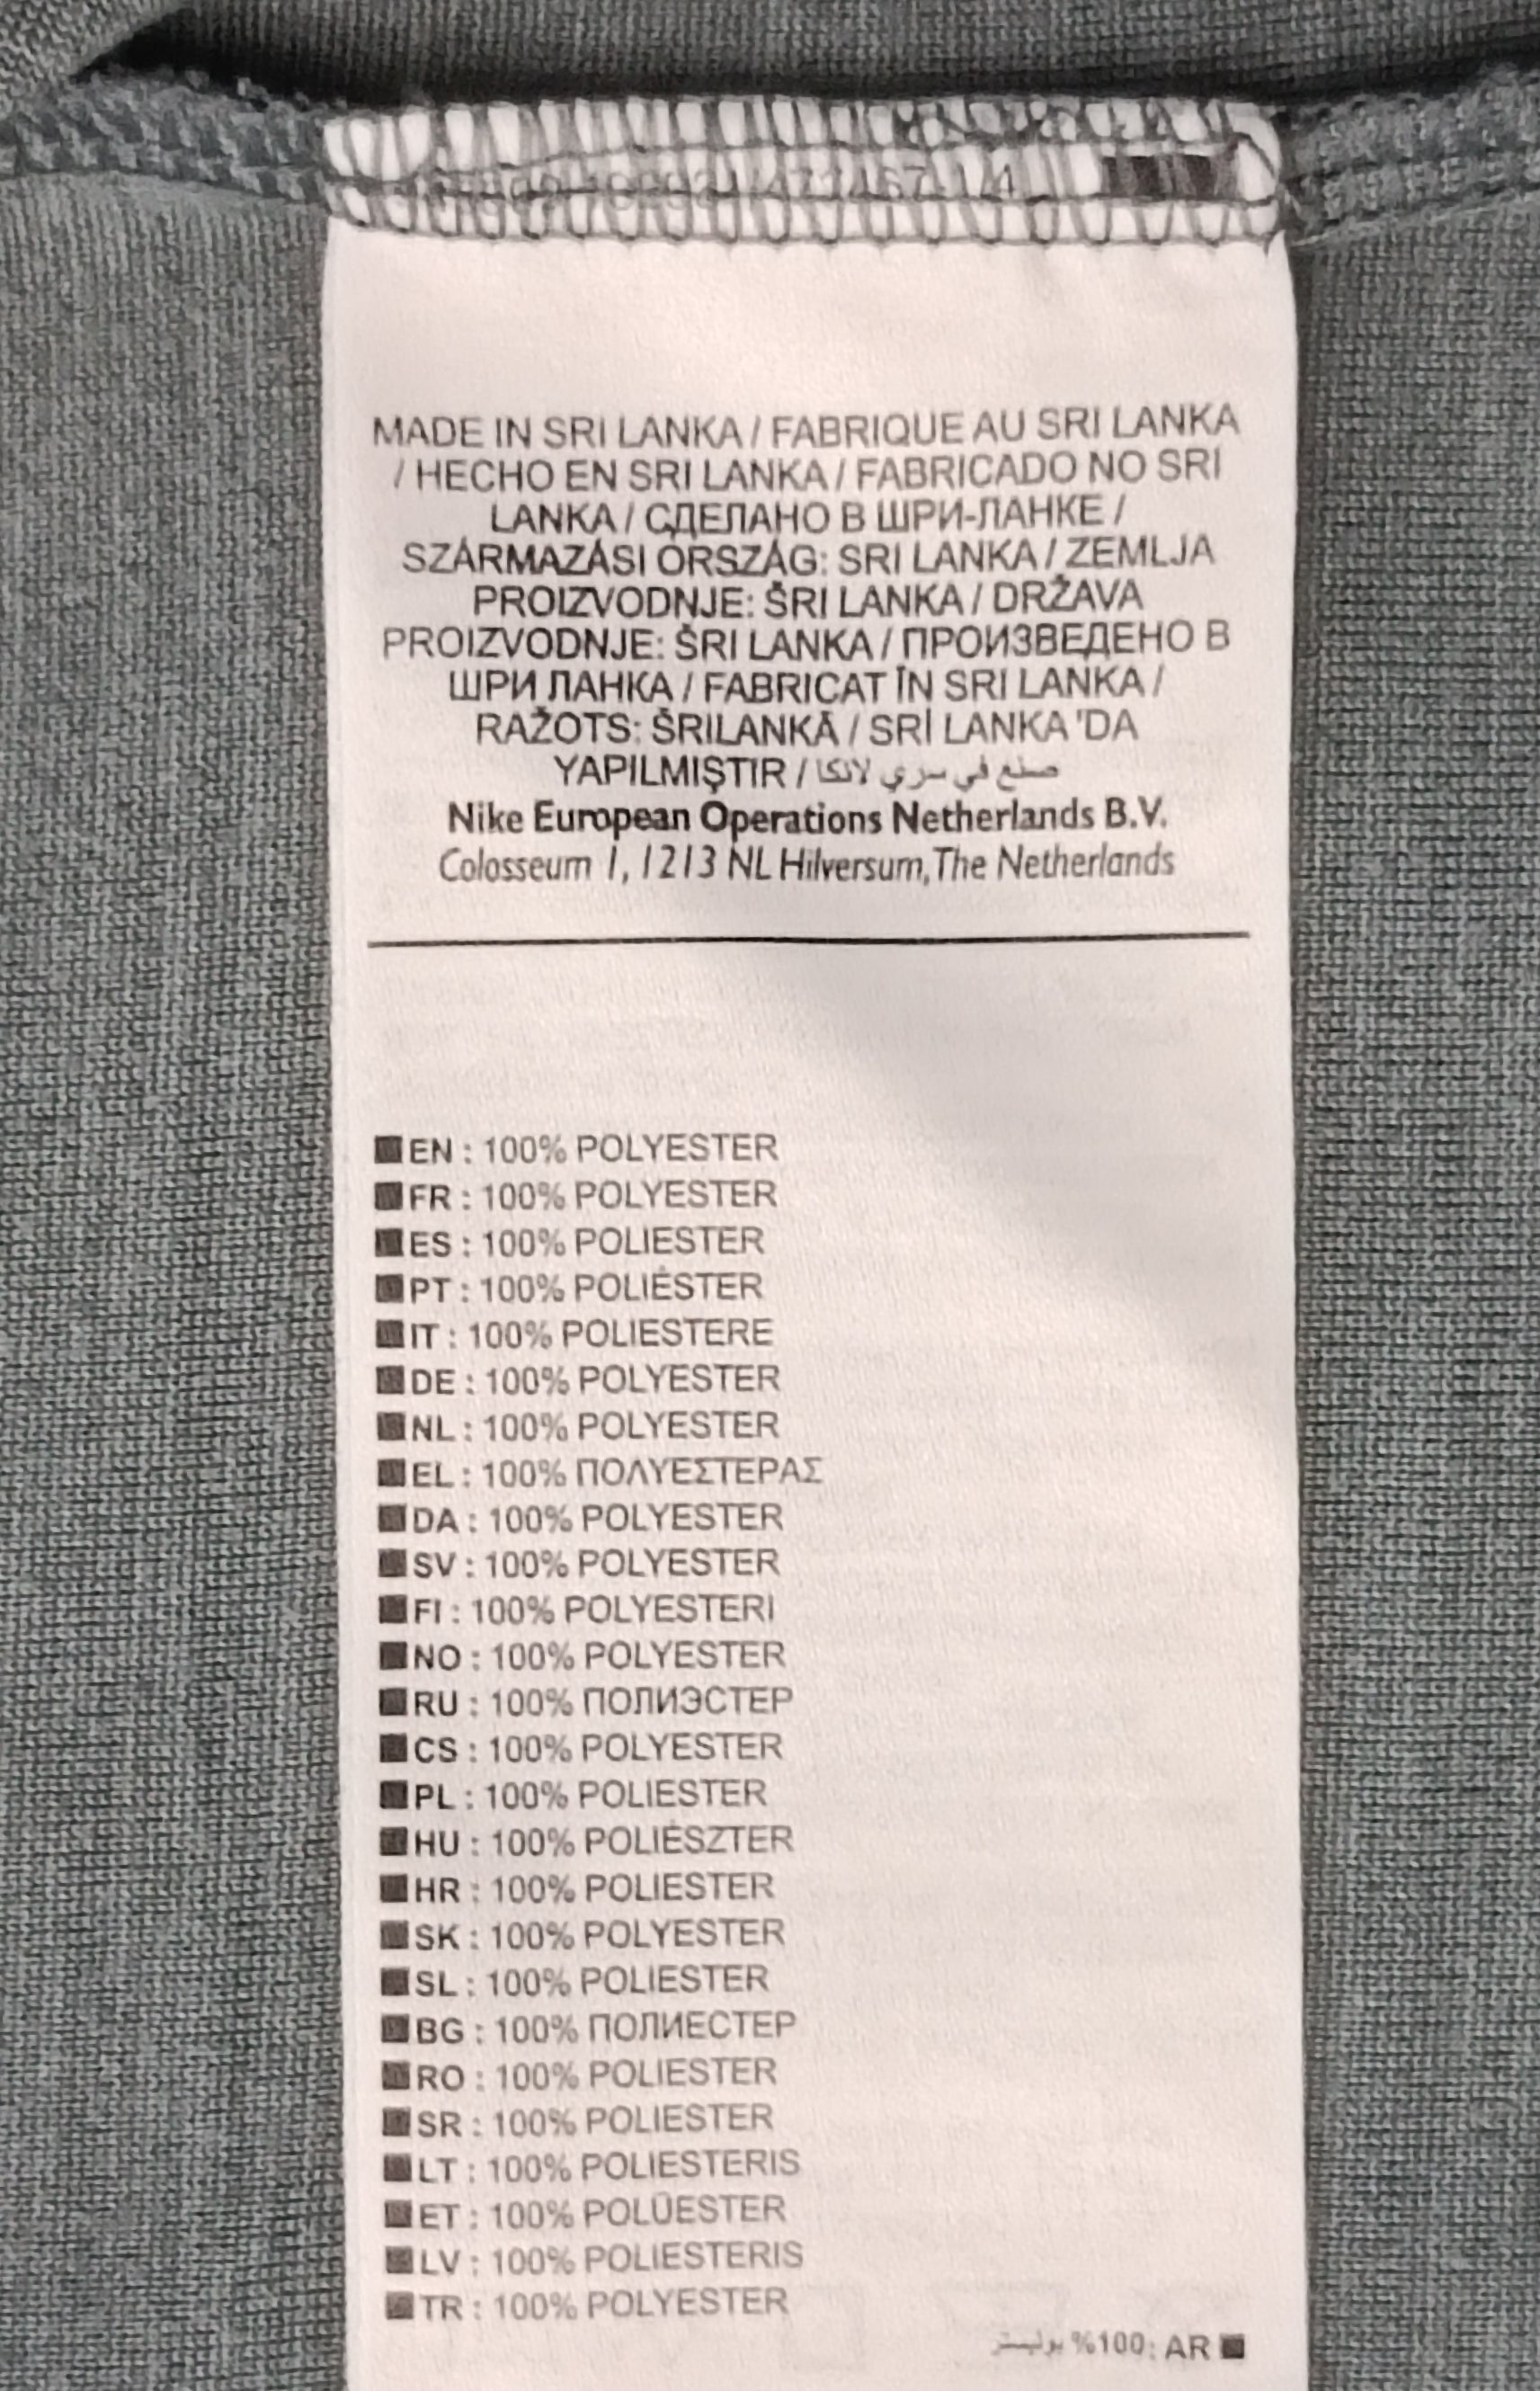 MADE IN SRI LANKA / FABRIQUE AU SRI LANKA
/ HECHO EN SRI LANKA / FABRICADO NO SRI
LANKA / СДЕЛАНО В ШРИ-ЛАНКЕ /
SZÁRMAZÁSI ORSZÁG: SRI LANKA / ZEMLJA
PROIZVODNJE: ŠRI LANKA / DRŽAVA
PROIZVODNJE: ŠRI LANKA / ПРОИЗВЕДЕНО В
ШРИ ЛАНКА / FABRICAT ÎN SRI LANKA /
RAŽOTS: ŠRILANKĀ / SRİ LANKA 'DA
YAPILMIŞTIR / صنع في سري لانكا
Nike European Operations Netherlands B.V.
Colosseum 1, 1213 NL Hilversum, The Netherlands
■ EN : 100% POLYESTER
■ FR : 100% POLYESTER
■ ES : 100% POLIESTER
■ PT : 100% POLIÉSTER
■ IT : 100% POLIESTERE
■ DE : 100% POLYESTER
■ NL : 100% POLYESTER
■ EL : 100% ΠΟΛΥΕΣΤΕΡΑΣ
■ DA : 100% POLYESTER
■ SV : 100% POLYESTER
■ FI : 100% POLYESTERI
■ NO : 100% POLYESTER
■ RU : 100% ПОЛИЭСТЕР
■ CS : 100% POLYESTER
■ PL : 100% POLIESTER
■ HU : 100% POLIÉSZTER
■ HR : 100% POLIESTER
■ SK : 100% POLYESTER
■ SL : 100% POLIESTER
■ BG : 100% ПОЛИЕСТЕР
■ RO : 100% POLIESTER
■ SR : 100% POLIESTER
■ LT : 100% POLIESTERIS
■ ET : 100% POLÜESTER
■ LV : 100% POLIESTERIS
■ TR : 100% POLYESTER
■ AR :100% بوليستر